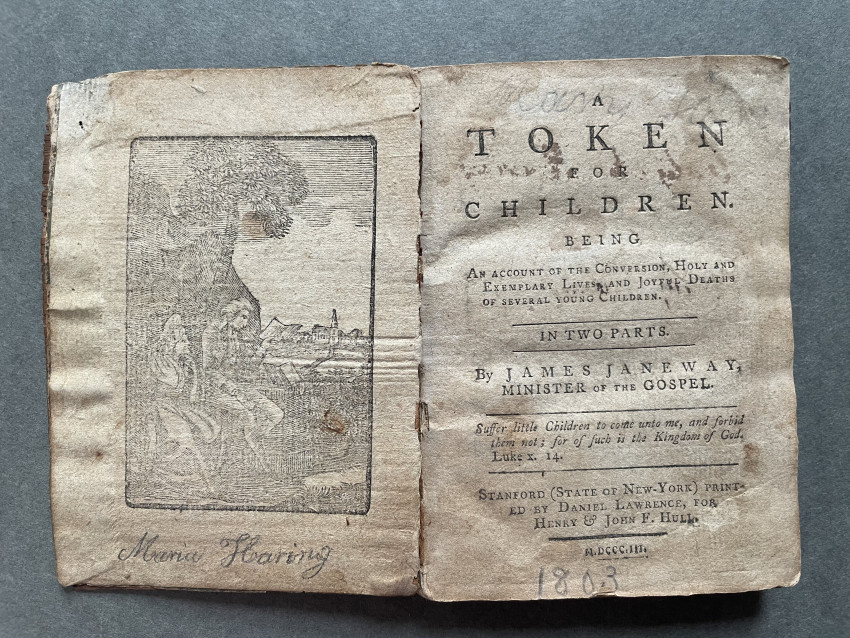 Maria Haring
A
TOKEN
FOR
CHILDREN.
BEING
AN ACCOUNT OF THE CONVERSION, HOLY AND
EXEMPLARY LIVES, AND JOYFUL DEATHS
OF SEVERAL YOUNG CHILDREN.
IN TWO PARTS.
By JAMES JANEWAY,
MINISTER OF THE GOSPEL.
Suffer little Children to come unto me, and forbid
them not; for of such is the Kingdom of God.
Luke x. 14.
STANFORD (STATE OF NEW-YORK) PRINT-
ED BY DANIEL LAWRENCE, FOR
HENRY & JOHN F. HULL.
M.DCCC.III.
1803